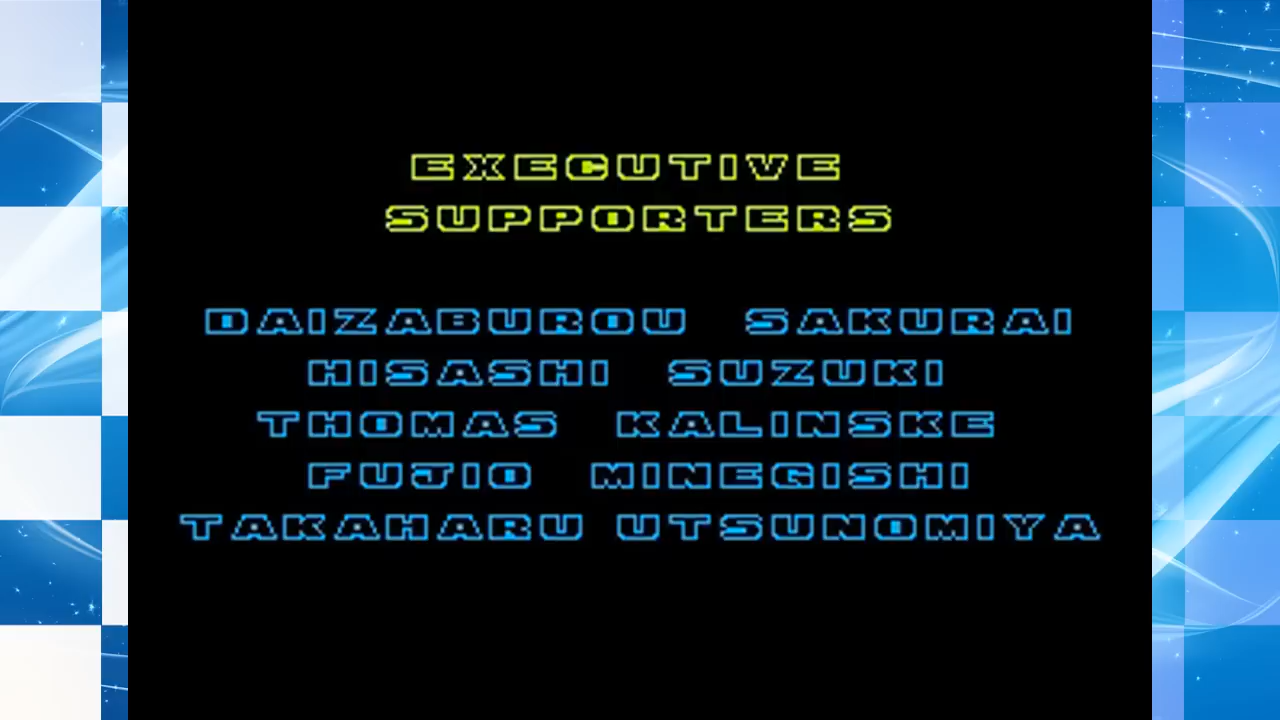 EXECUTIVE
SUPPORTERS
DAIZABUROU SAKURAI
HISASHI SUZUKI
THOMAS KALINSKE
FUJIO MINEGISHI
TAKAHARU UTSUNOMIYA